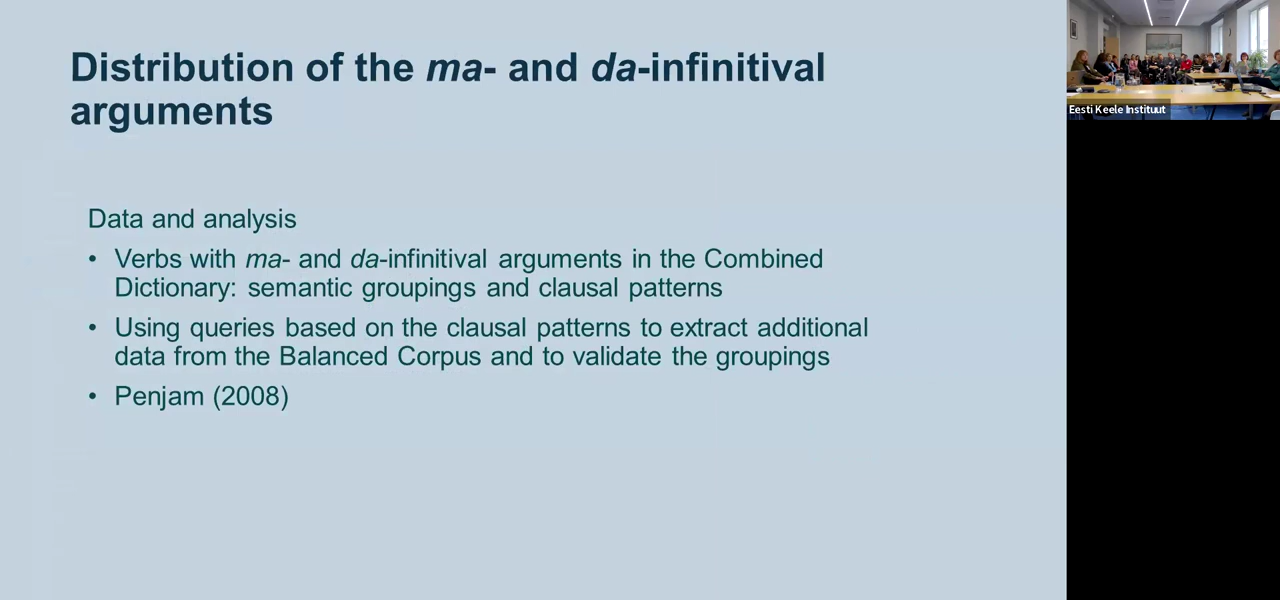 Distribution of the ma- and da-infinitival
arguments
Data and analysis
• Verbs with ma- and da-infinitival arguments in the Combined
Dictionary: semantic groupings and clausal patterns
• Using queries based on the clausal patterns to extract additional
data from the Balanced Corpus and to validate the groupings
• Penjam (2008)
Eesti Keele Instituut